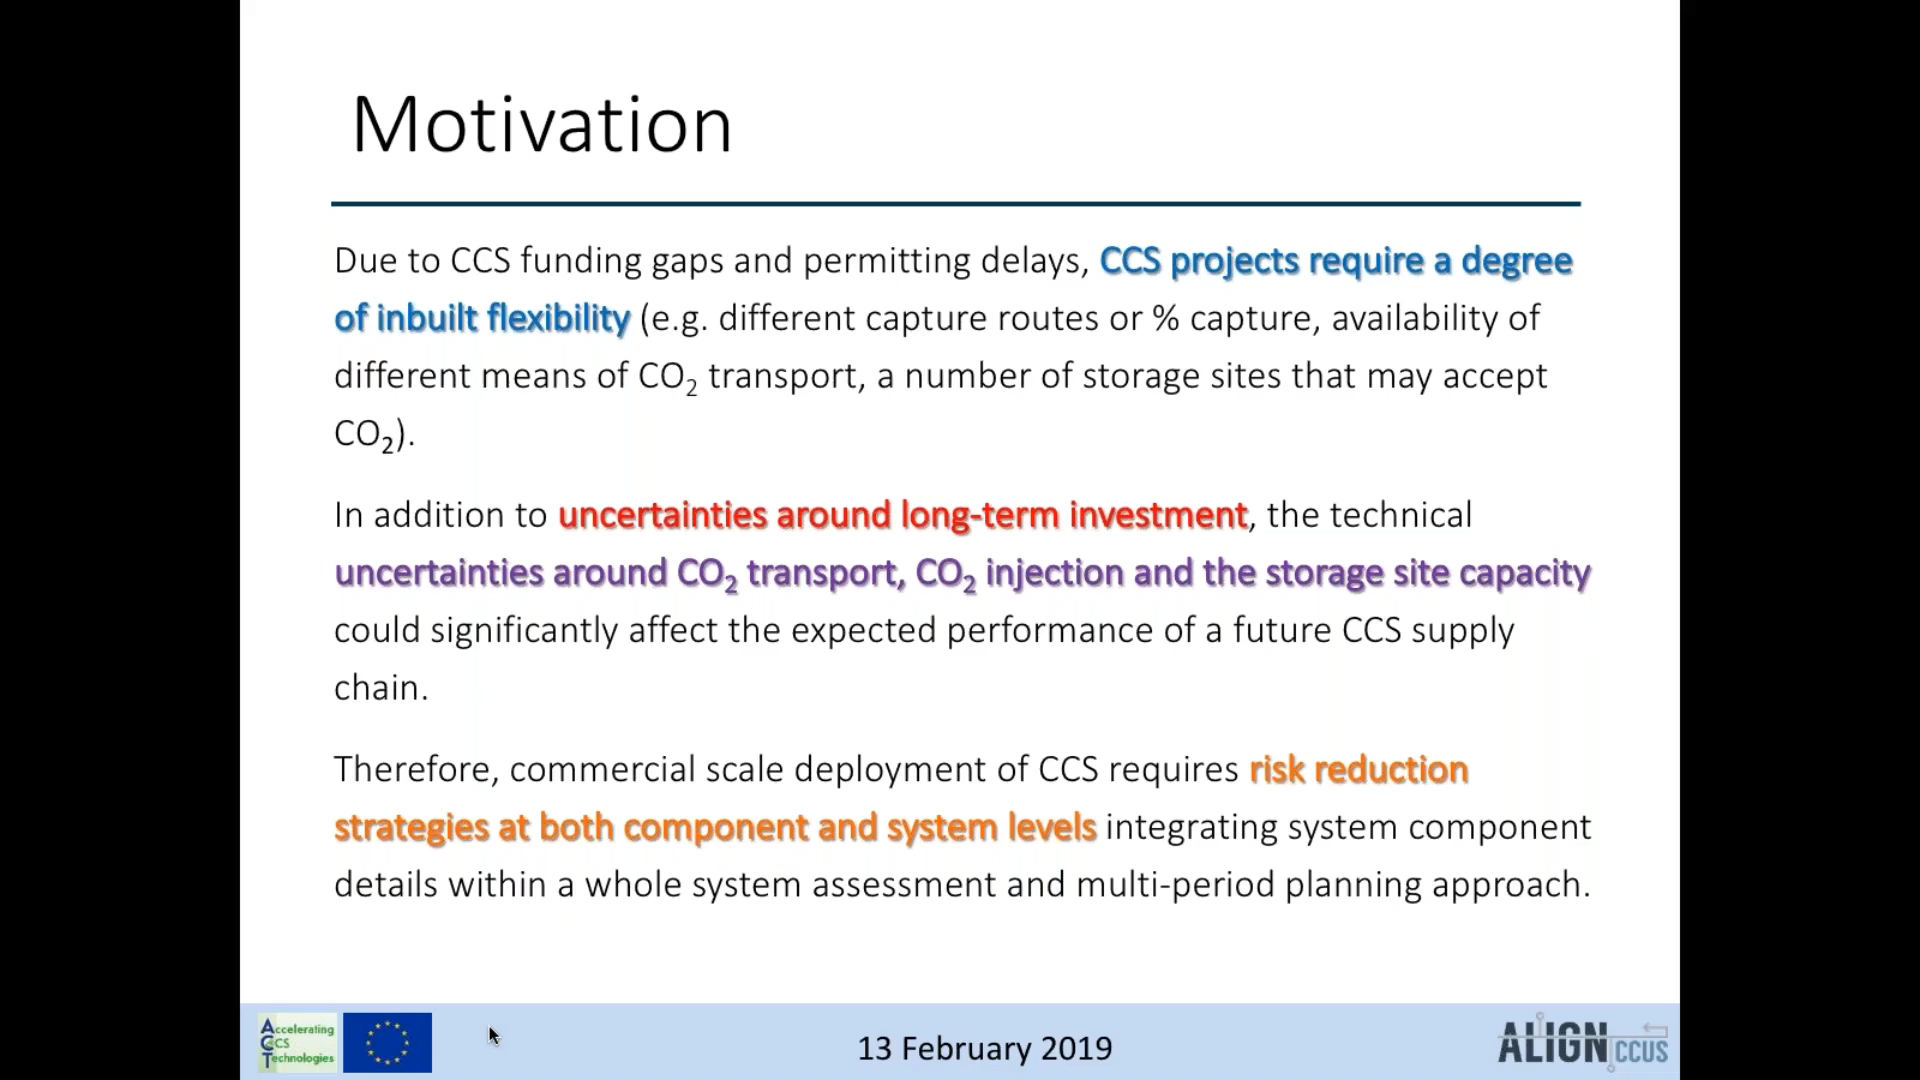 Motivation
Due to CCS funding gaps and permitting delays, CCS projects require a degree
of inbuilt flexibility (e.g. different capture routes or % capture, availability of
different means of CO₂ transport, a number of storage sites that may accept
CO₂).
In addition to uncertainties around long-term investment, the technical
uncertainties around CO₂ transport, CO₂ injection and the storage site capacity
could significantly affect the expected performance of a future CCS supply
chain.
Therefore, commercial scale deployment of CCS requires risk reduction
strategies at both component and system levels integrating system component
details within a whole system assessment and multi-period planning approach.
Accelerating
CCS
Technologies
13 February 2019
ALIGN CCUS